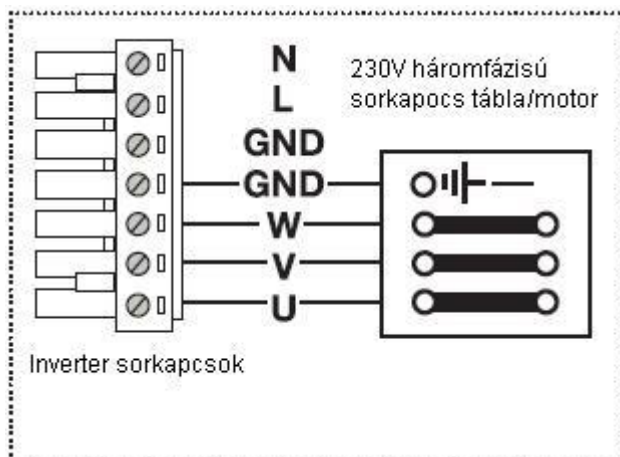 N
L
GND
GND
W
V
U
230V háromfázisú
sorkapocs tábla/motor
Inverter sorkapcsok